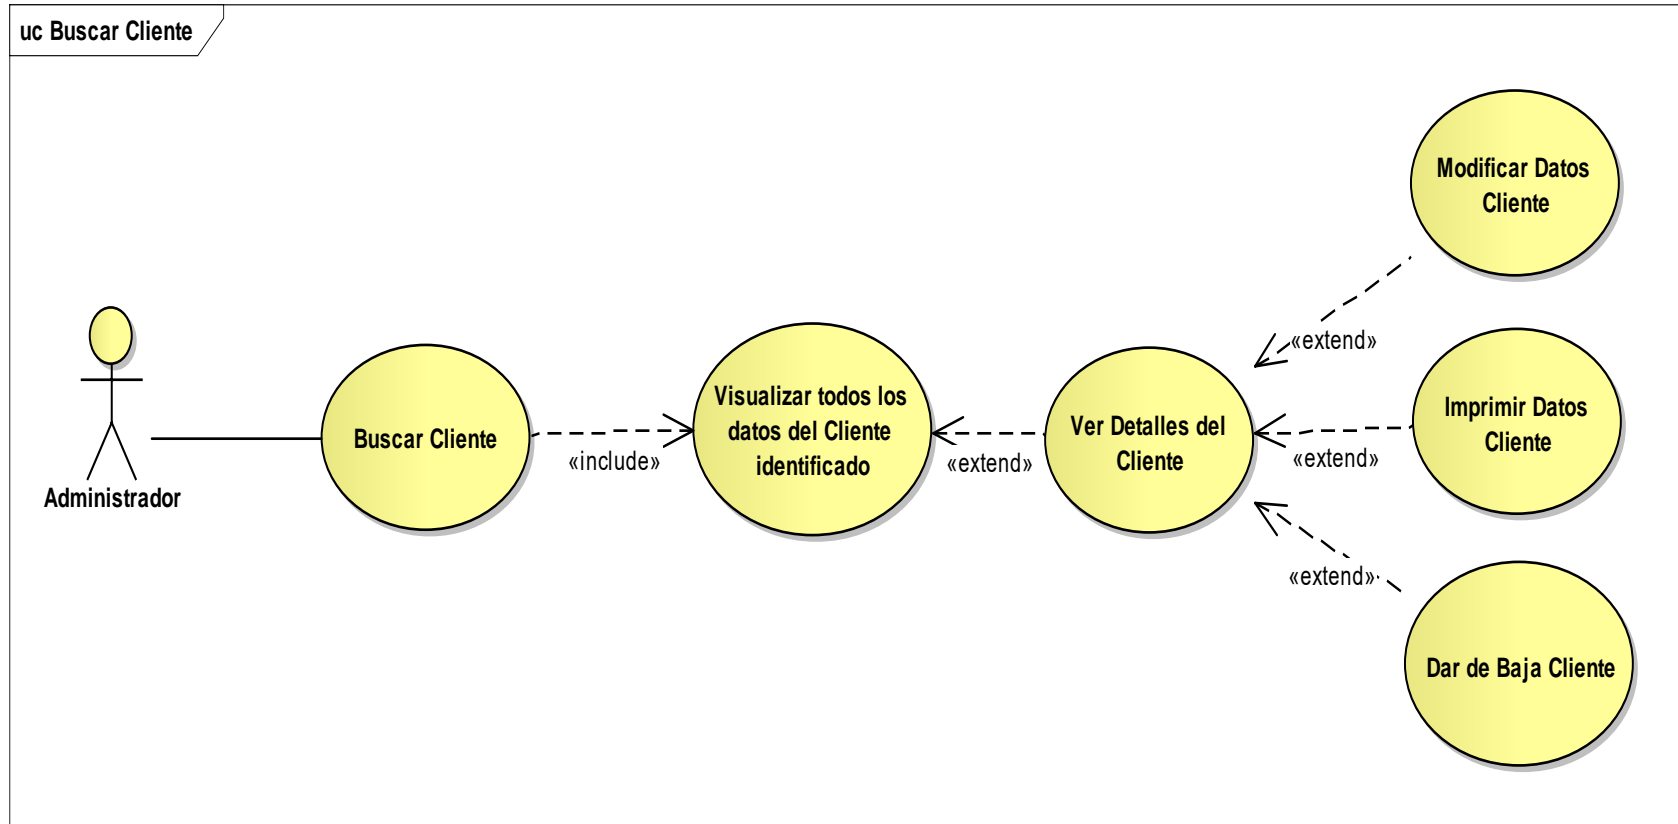 uc Buscar Cliente
Administrador
Buscar Cliente
«include»
Visualizar todos los
datos del Cliente
identificado
«extend»
Ver Detalles del
Cliente
«extend»
Modificar Datos
Cliente
«extend»
Imprimir Datos
Cliente
«extend»
Dar de Baja Cliente